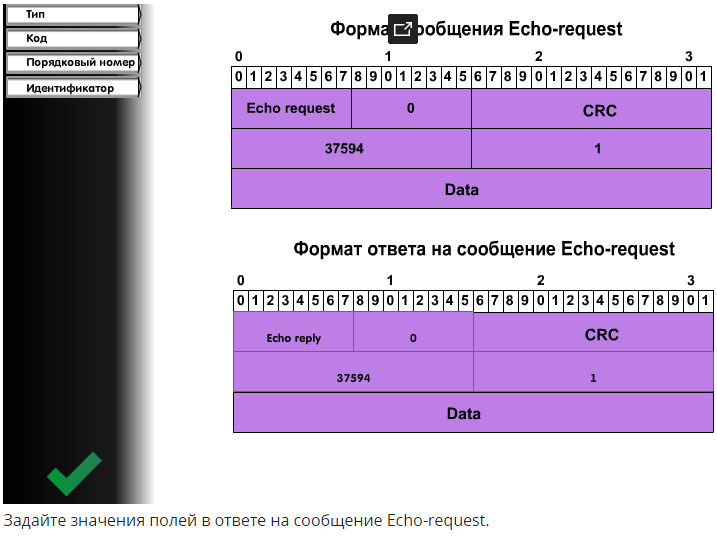 Тип
Код
Порядковый номер
Идентификатор
Формат сообщения Echo-request
0 1 2 3
0 1 2 3 4 5 6 7 8 9 0 1 2 3 4 5 6 7 8 9 0 1 2 3 4 5 6 7 8 9 0 1
Echo request 0 CRC
37594 1
Data
Формат ответа на сообщение Echo-request
0 1 2 3
0 1 2 3 4 5 6 7 8 9 0 1 2 3 4 5 6 7 8 9 0 1 2 3 4 5 6 7 8 9 0 1
Echo reply 0 CRC
37594 1
Data
Задайте значения полей в ответе на сообщение Echo-request.